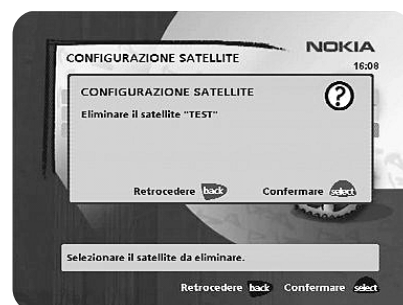 NOKIA
CONFIGURAZIONE SATELLITE
16:08
CONFIGURAZIONE SATELLITE
?
Eliminare il satellite "TEST"
Retrocedere back Confermare select
Selezionare il satellite da eliminare.
Retrocedere back Confermare select